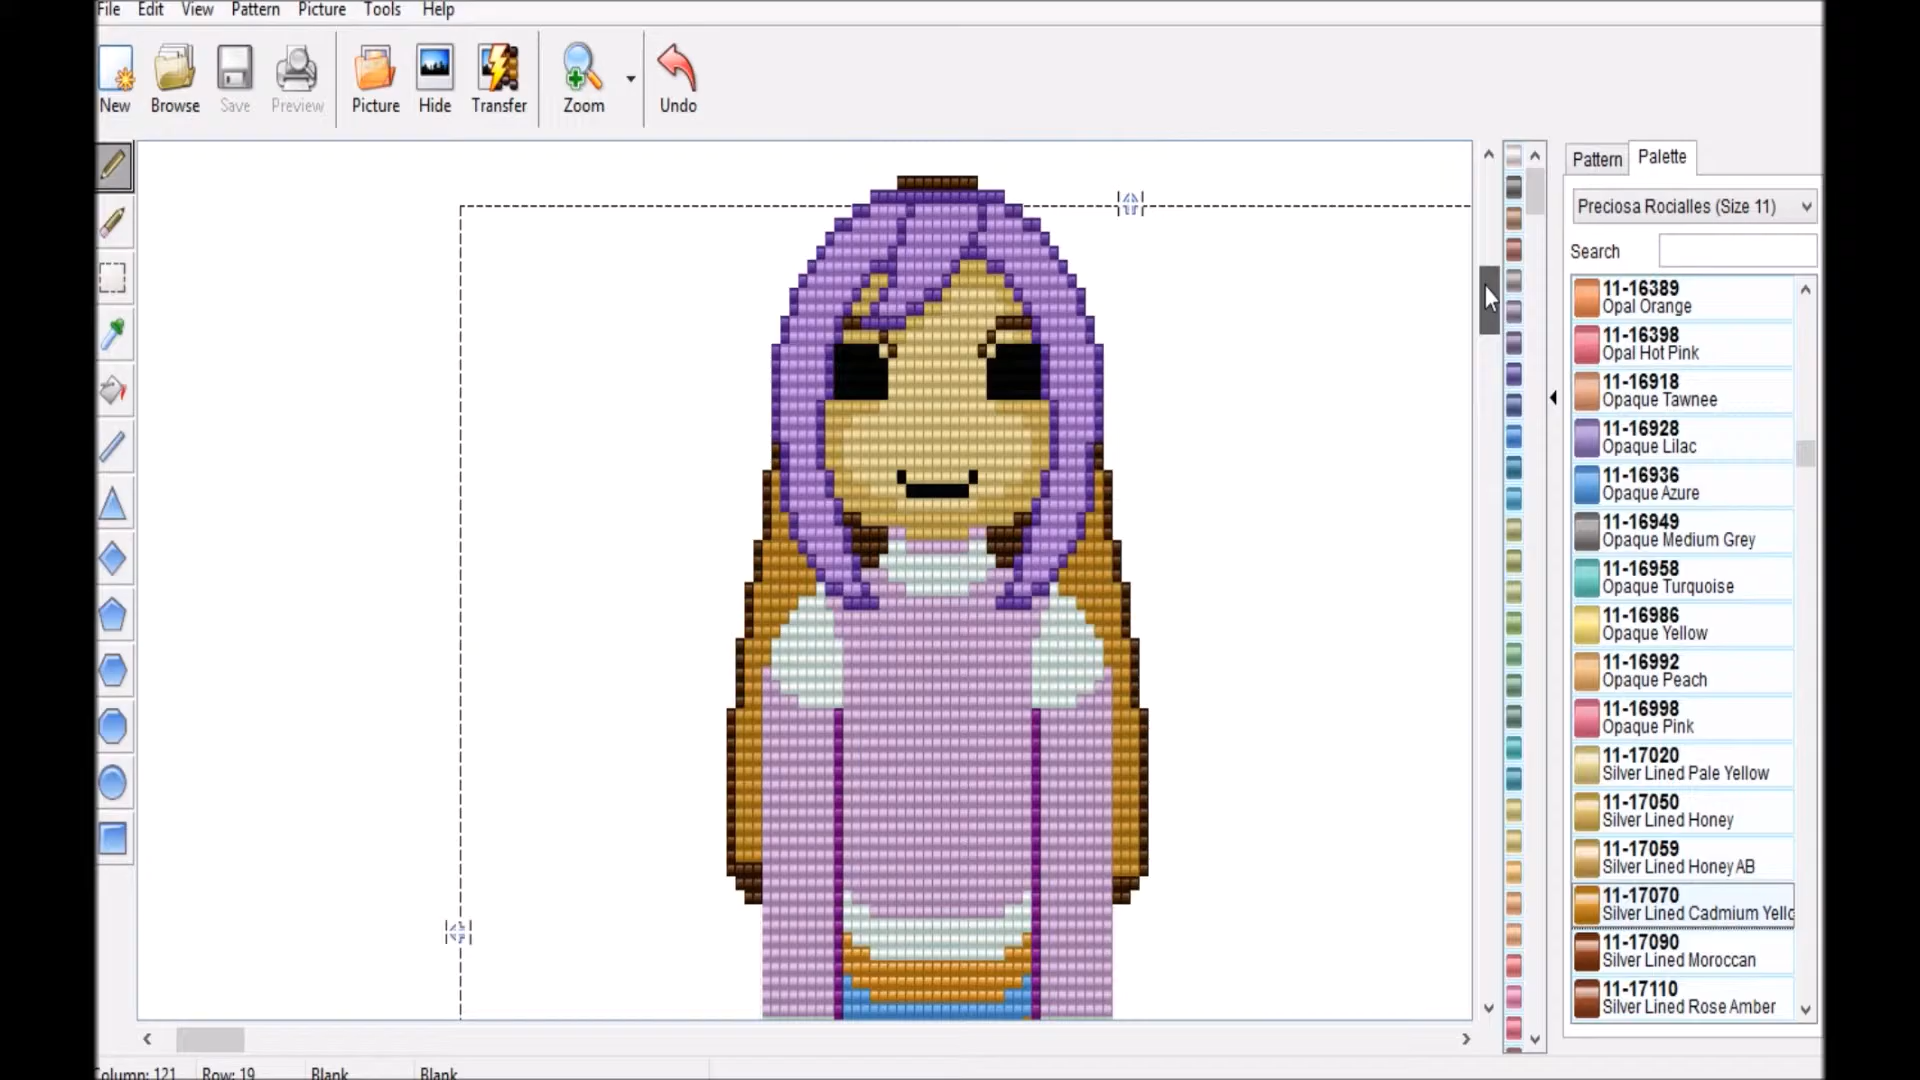 File Edit View Pattern Picture Tools Help
New Browse Save Preview Picture Hide Transfer Zoom Undo
Pattern Palette
Preciosa Rocialles (Size 11)
Search
11-16389
Opal Orange
11-16398
Opal Hot Pink
11-16918
Opaque Tawnee
11-16928
Opaque Lilac
11-16936
Opaque Azure
11-16949
Opaque Medium Grey
11-16958
Opaque Turquoise
11-16986
Opaque Yellow
11-16992
Opaque Peach
11-16998
Opaque Pink
11-17020
Silver Lined Pale Yellow
11-17050
Silver Lined Honey
11-17059
Silver Lined Honey AB
11-17070
Silver Lined Cadmium Yello
11-17090
Silver Lined Moroccan
11-17110
Silver Lined Rose Amber
Column: 121 Row: 19 Blank Blank